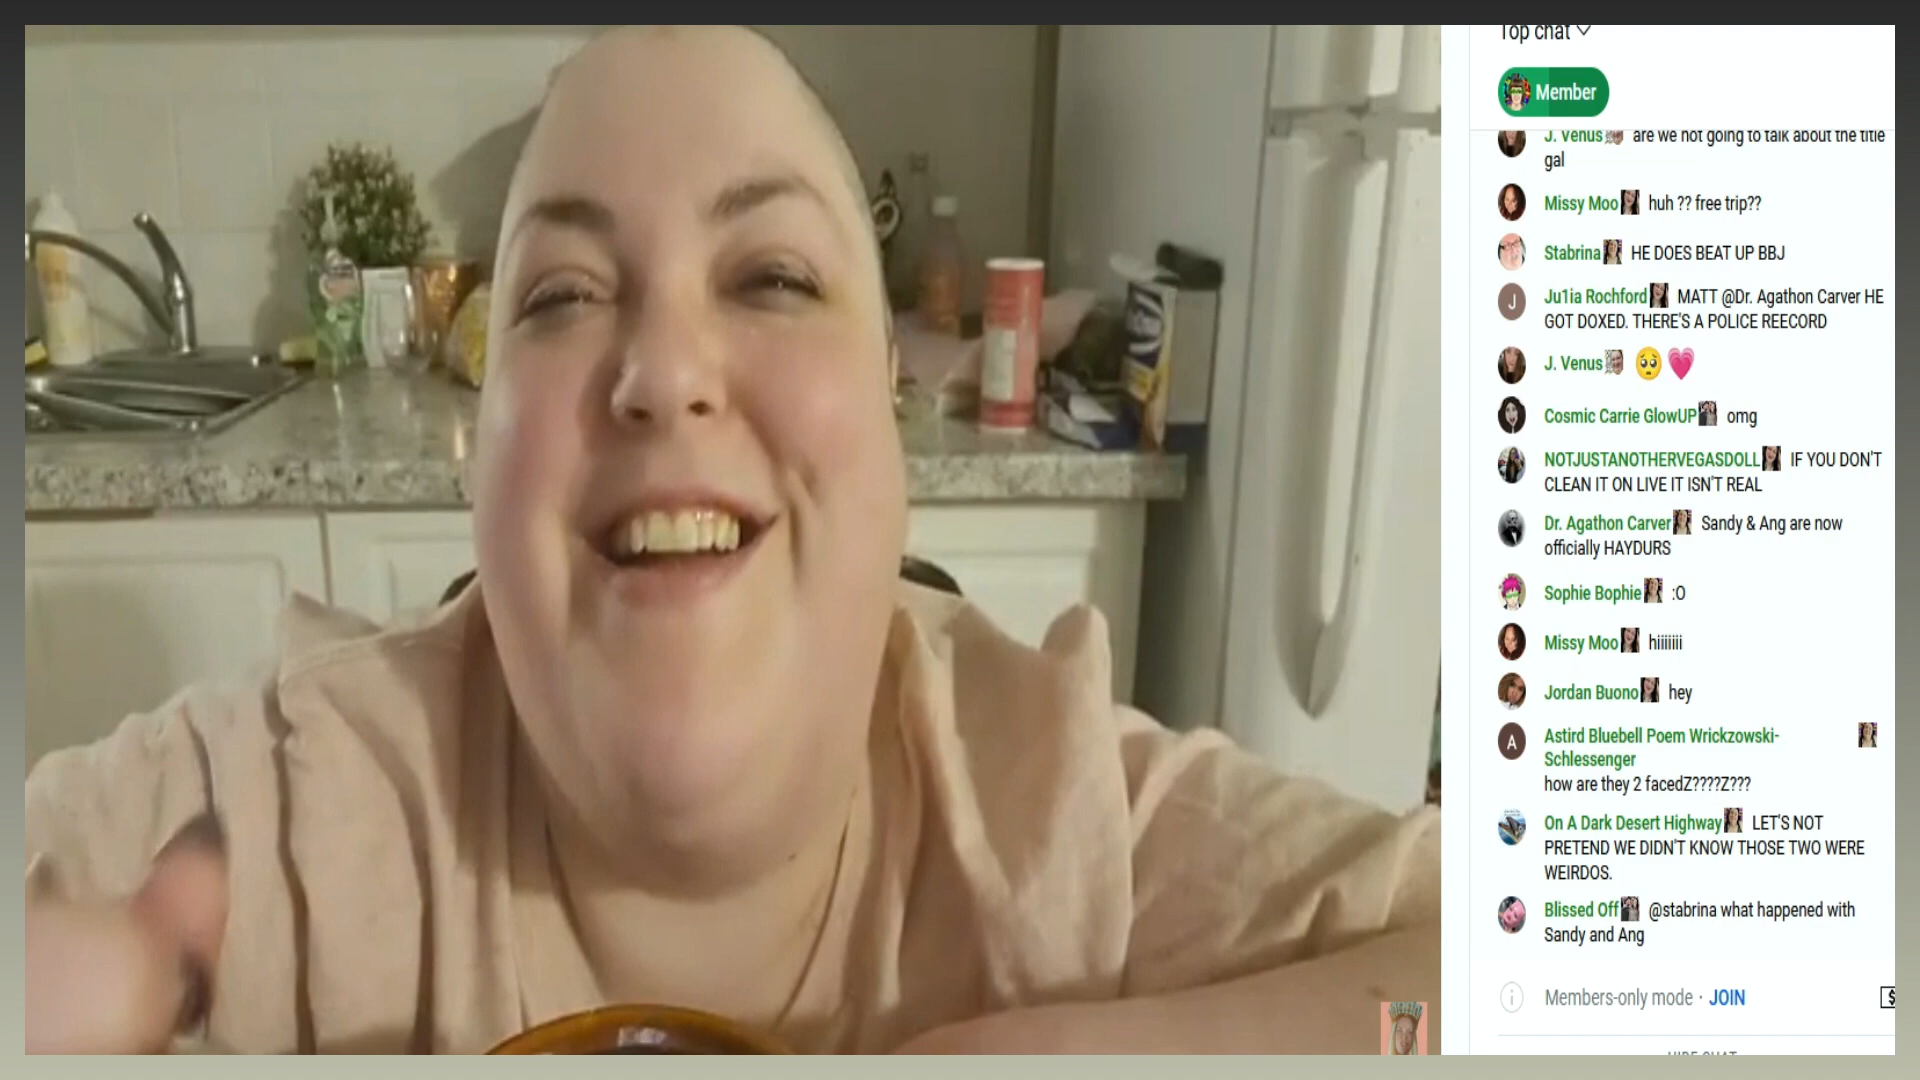 Top chat
Member
J. Venus are we not going to talk about the title
gal
Missy Moo huh ?? free trip??
Stabrina HE DOES BEAT UP BBJ
Ju1ia Rochford MATT @Dr. Agathon Carver HE
GOT DOXED. THERE'S A POLICE REECORD
J. Venus 🥺💗
Cosmic Carrie GlowUP omg
NOTJUSTANOTHERVEGASDOLL IF YOU DON'T
CLEAN IT ON LIVE IT ISN'T REAL
Dr. Agathon Carver Sandy & Ang are now
officially HAYDURS
Sophie Bophie :O
Missy Moo hiiiiiii
J
Jordan Buono hey
A
Astird Bluebell Poem Wrickzowski-
Schlessenger
how are they 2 facedZ????Z???
On A Dark Desert Highway LET'S NOT
PRETEND WE DIDN'T KNOW THOSE TWO WERE
WEIRDOS.
Blissed Off @stabrina what happened with
Sandy and Ang
Members-only mode · JOIN
$
HIDE CHAT